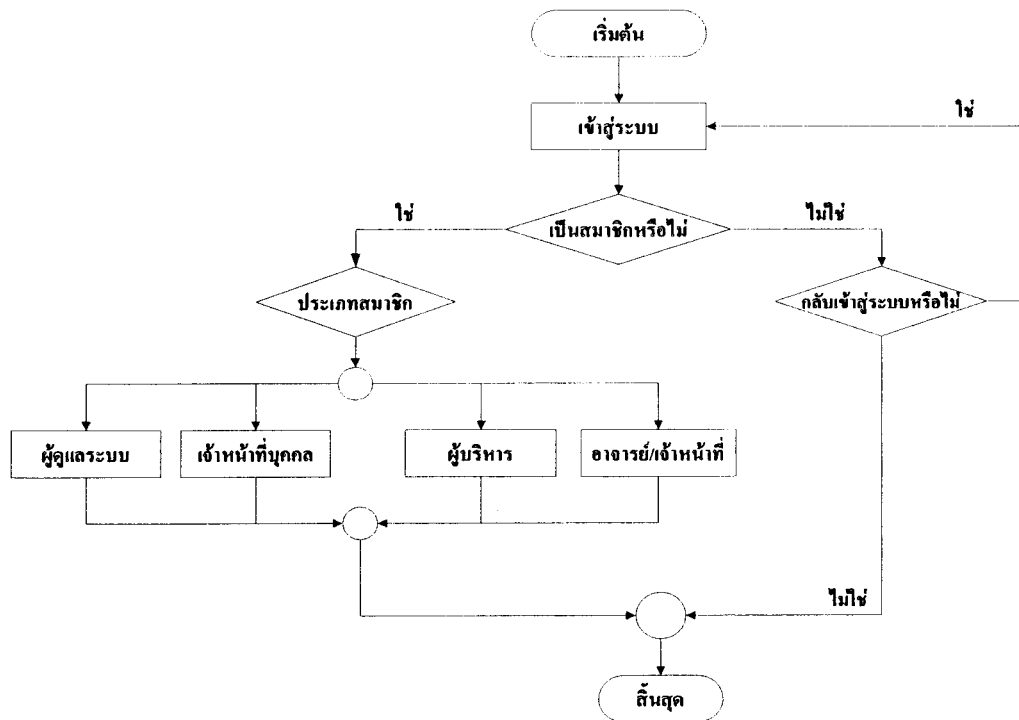 เริ่มต้น
เข้าสู่ระบบ
ใช่
เป็นสมาชิกหรือไม่
ใช่
ไม่ใช่
ประเภทสมาชิก
กลับเข้าสู่ระบบหรือไม่
ผู้ดูแลระบบ
เจ้าหน้าที่บุคคล
ผู้บริหาร
อาจารย์/เจ้าหน้าที่
ไม่ใช่
สิ้นสุด